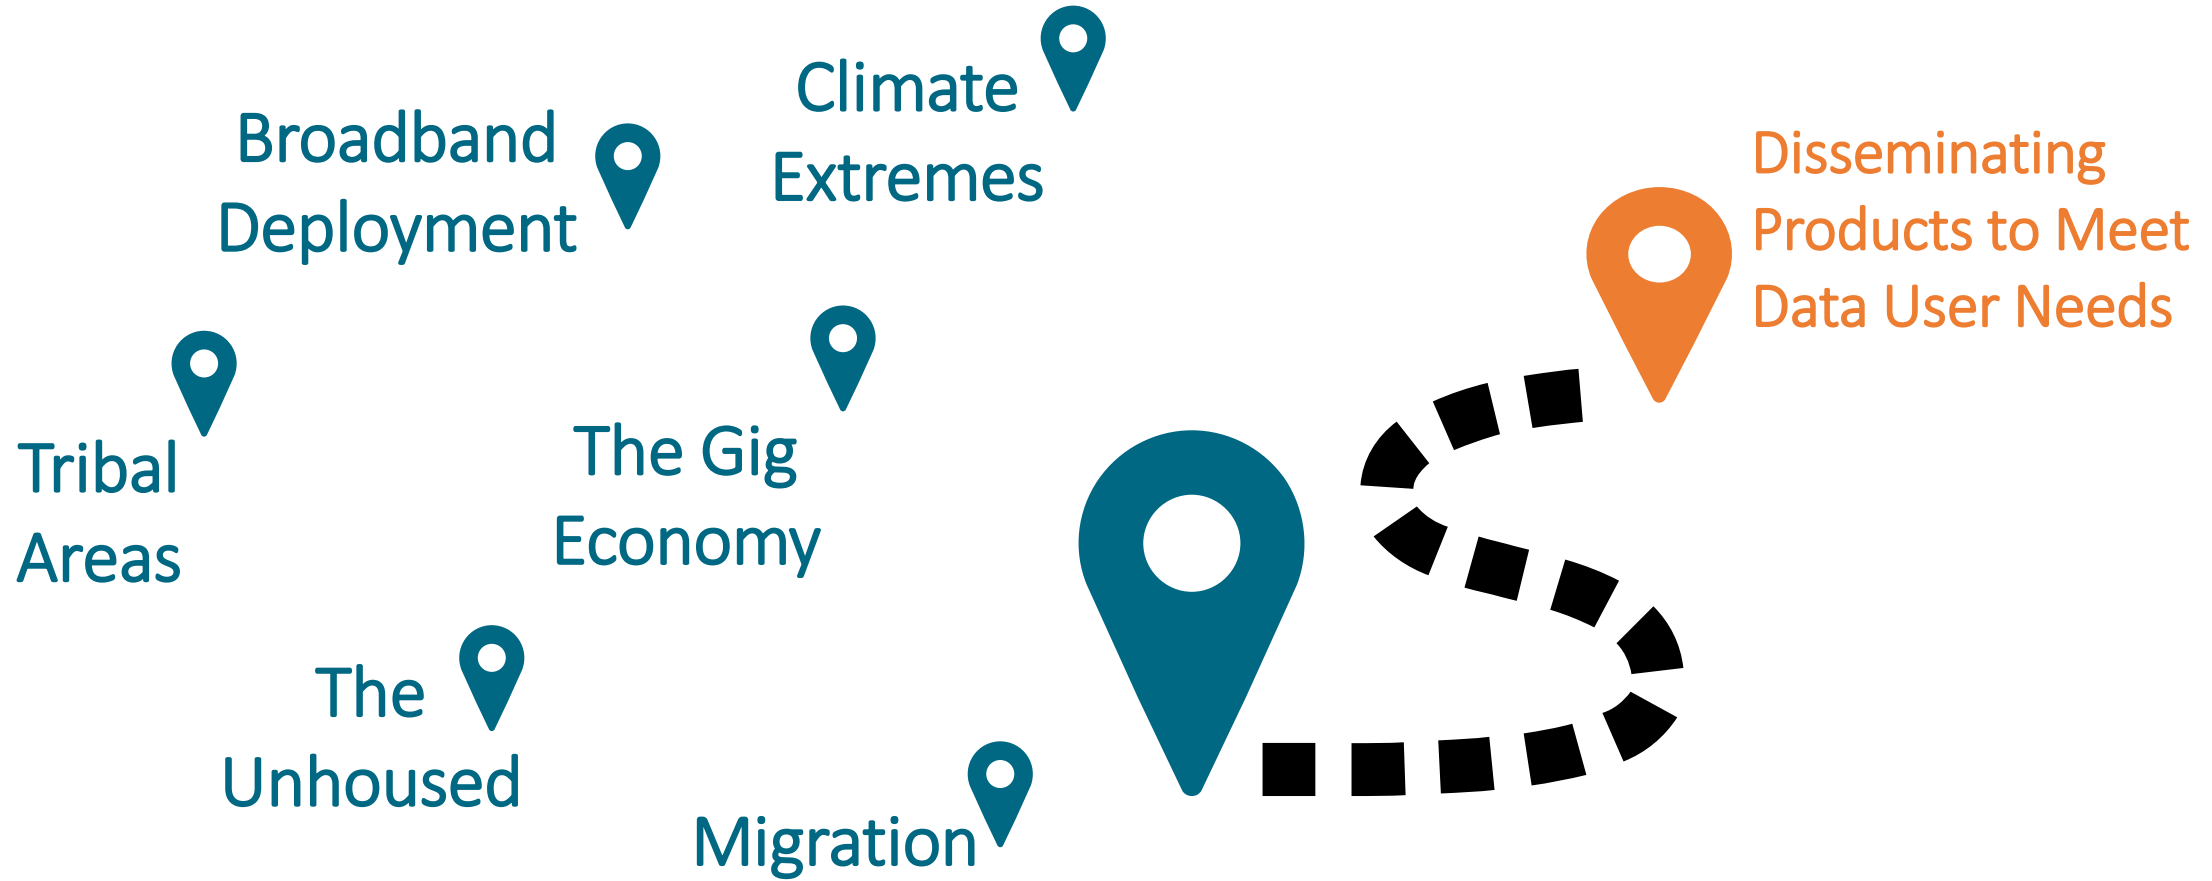 Climate
Extremes
Broadband
Deployment
Disseminating
Products to Meet
Data User Needs
Tribal
Areas
The Gig
Economy
The
Unhoused
Migration